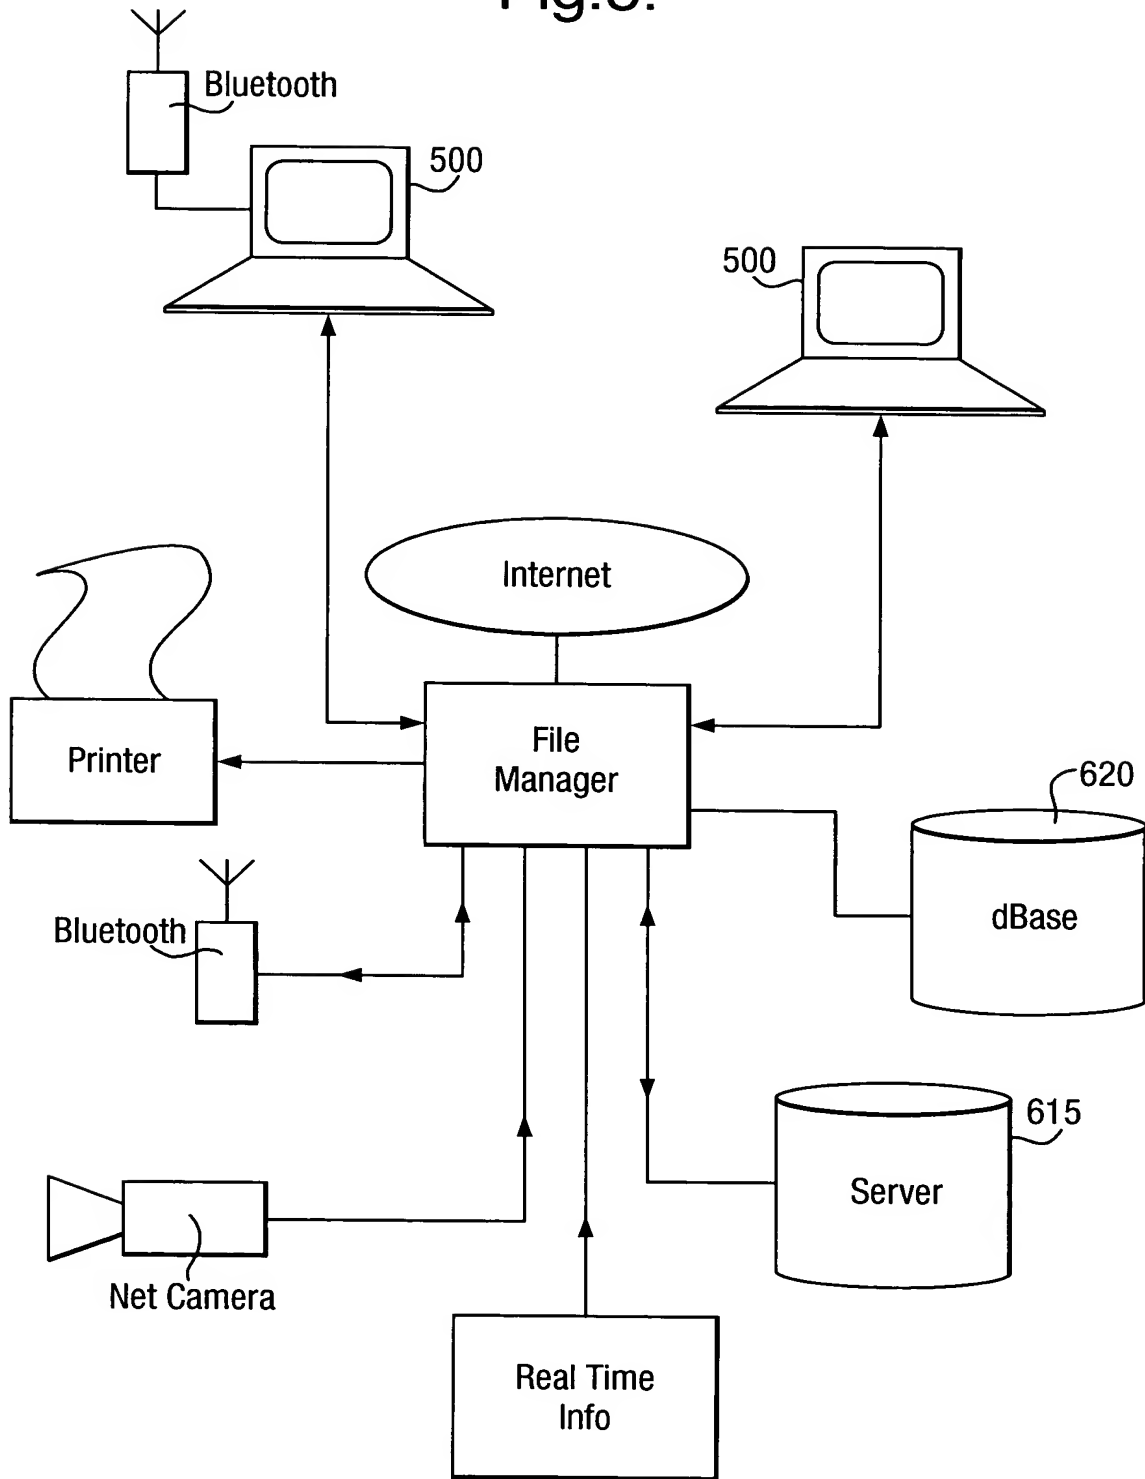 Bluetooth
500
500
Internet
File
Manager
Printer
620
dBase
Bluetooth
615
Server
Net Camera
Real Time
Info